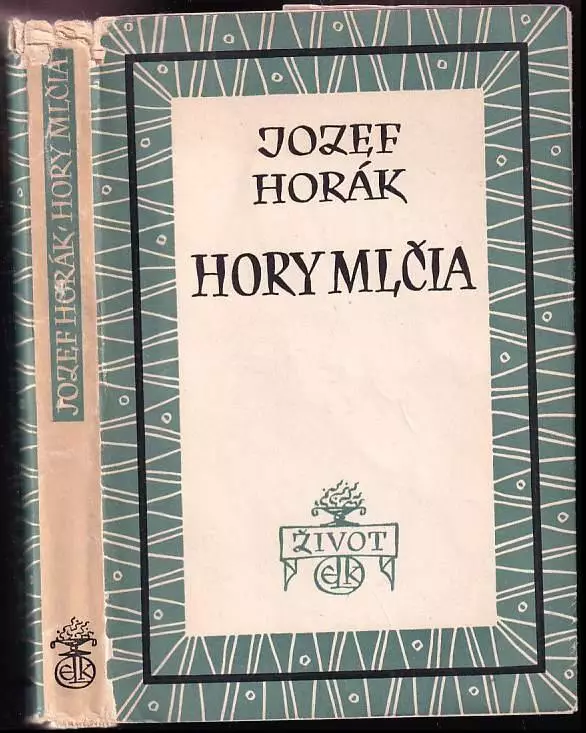 JOZEF HORÁK · HORY MLČIA
ELK
JOZEF
HORÁK
HORY MLČIA
ŽIVOT
ELK